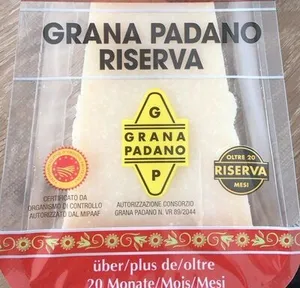 GRANA PADANO
RISERVA
G
GRANA
PADANO
P
OLTRE 20
RISERVA
MESI
CERTIFICATO DA
ORGANISMO DI CONTROLLO
AUTORIZZATO DAL MIPAAF
AUTORIZZAZIONE CONSORZIO
GRANA PADANO N. VR 89/2044
über/plus de/oltre
20 Monate/Mois/Mesi